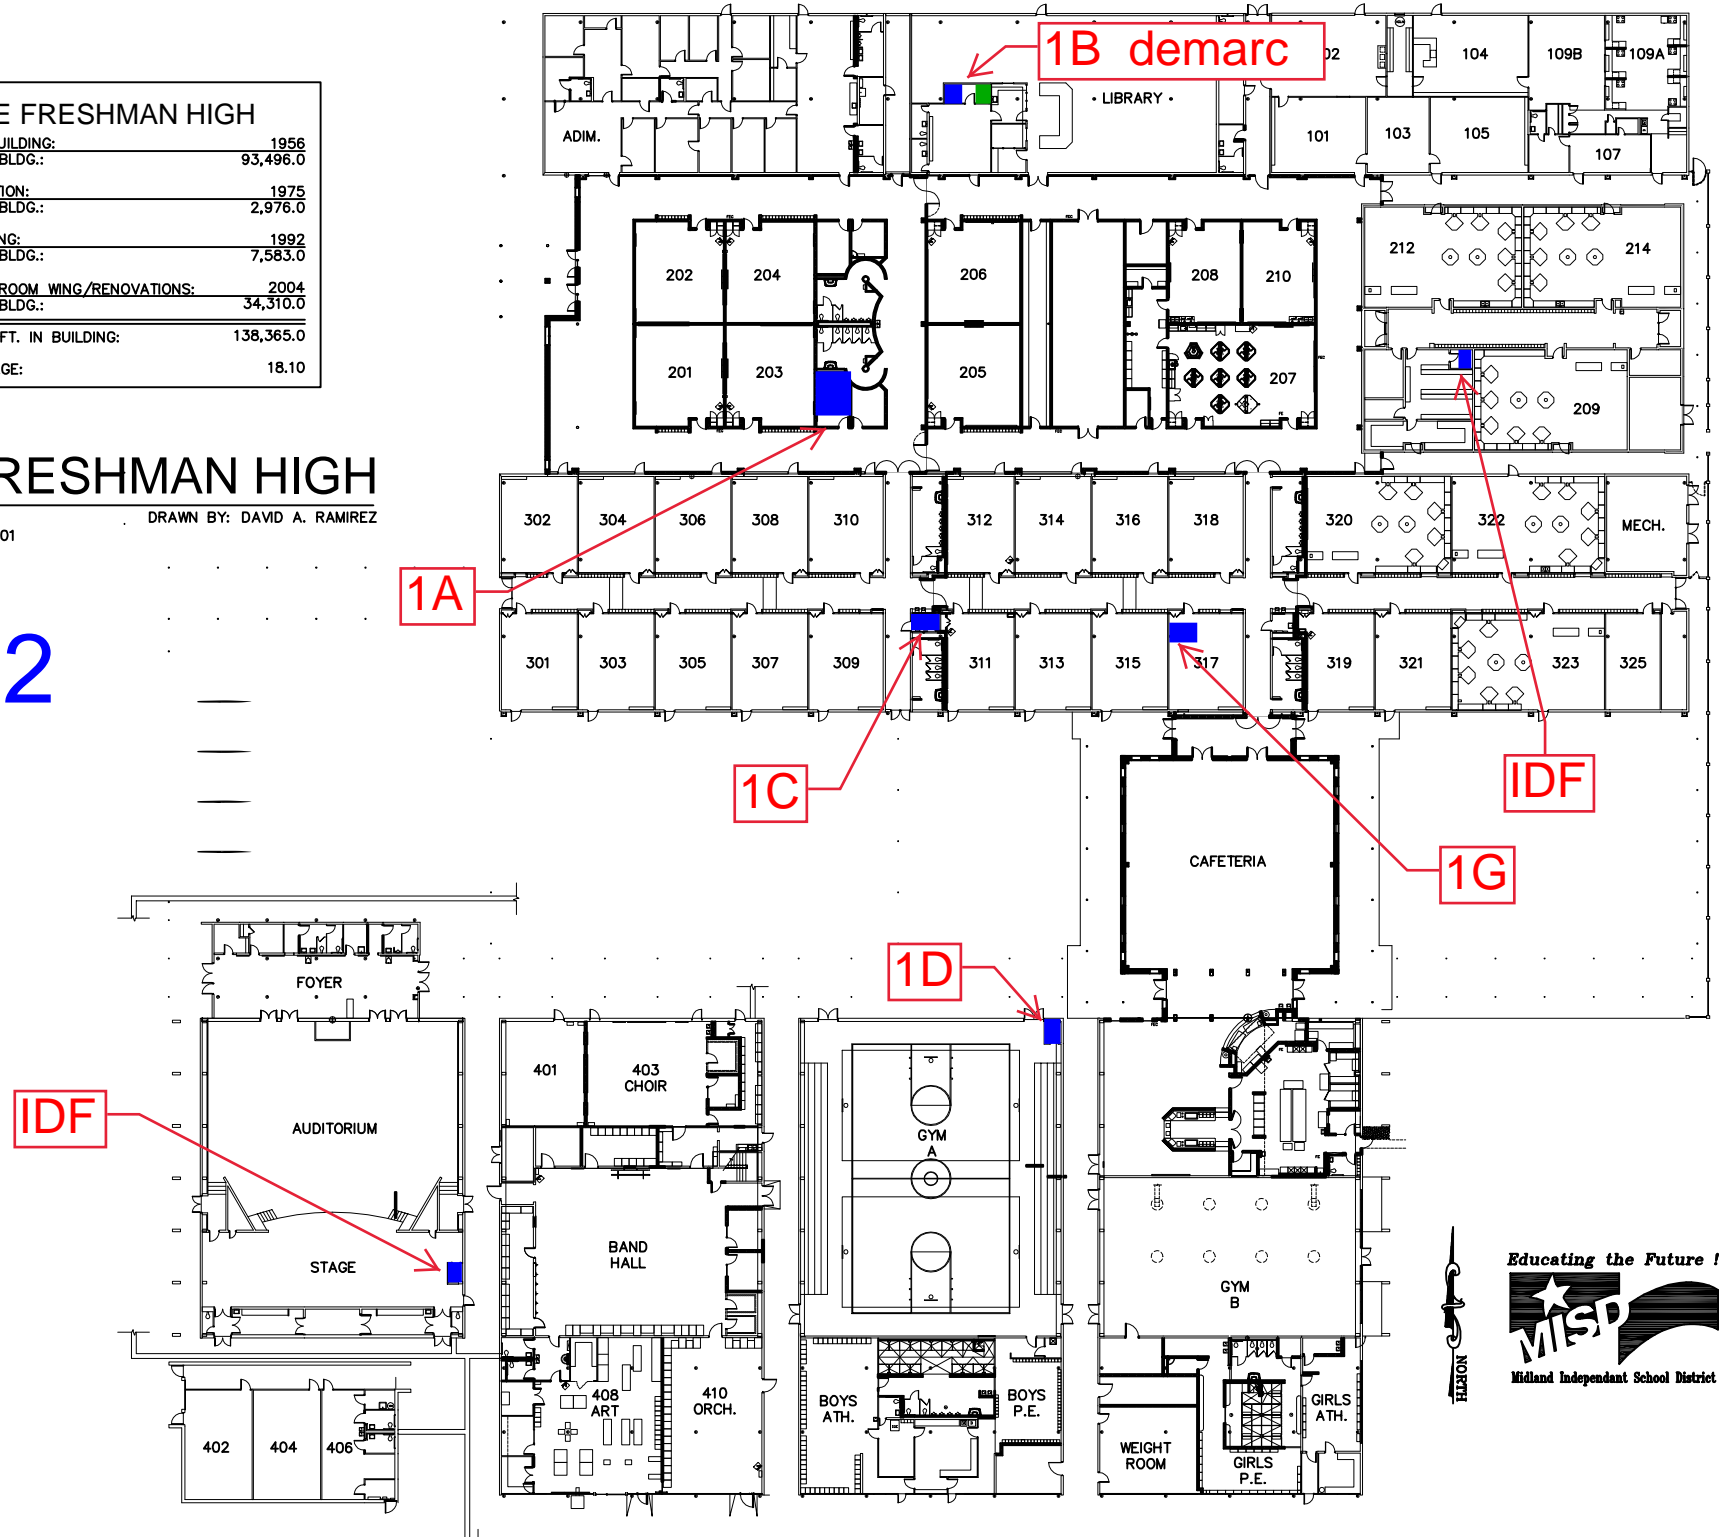 E FRESHMAN HIGH
UILDING: 1956
BLDG.: 93,496.0
ION: 1975
BLDG.: 2,976.0
NG: 1992
BLDG.: 7,583.0
ROOM WING/RENOVATIONS: 2004
BLDG.: 34,310.0
FT. IN BUILDING: 138,365.0
GE: 18.10
RESHMAN HIGH
DRAWN BY: DAVID A. RAMIREZ
01
2
1B demarc
ADIM.
LIBRARY
02
104
109B
109A
101
103
105
107
202
204
206
208
210
212
214
201
203
205
207
209
1A
302
304
306
308
310
312
314
316
318
320
322
MECH.
301
303
305
307
309
311
313
315
317
319
321
323
325
1C
IDF
1G
CAFETERIA
1D
FOYER
IDF
AUDITORIUM
STAGE
401
403
CHOIR
GYM
A
BAND
HALL
GYM
B
402
404
406
408
ART
410
ORCH.
BOYS
ATH.
BOYS
P.E.
WEIGHT
ROOM
GIRLS
P.E.
GIRLS
ATH.
NORTH
Educating the Future !
MISD
Midland Independant School District